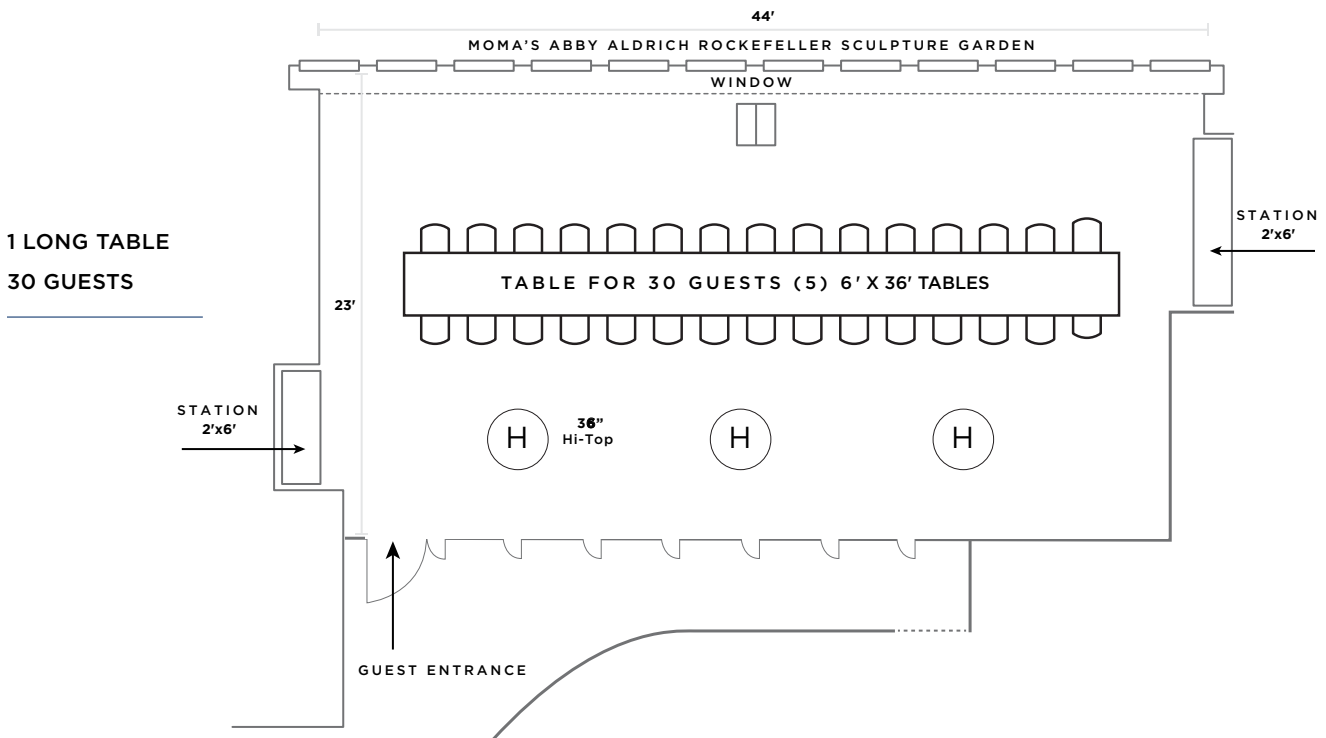 44'
MOMA'S ABBY ALDRICH ROCKEFELLER SCULPTURE GARDEN
WINDOW
1 LONG TABLE
30 GUESTS
STATION
2'x6'
TABLE FOR 30 GUESTS (5) 6' X 36' TABLES
23'
STATION
2'x6'
H
36"
Hi-Top
H
H
GUEST ENTRANCE